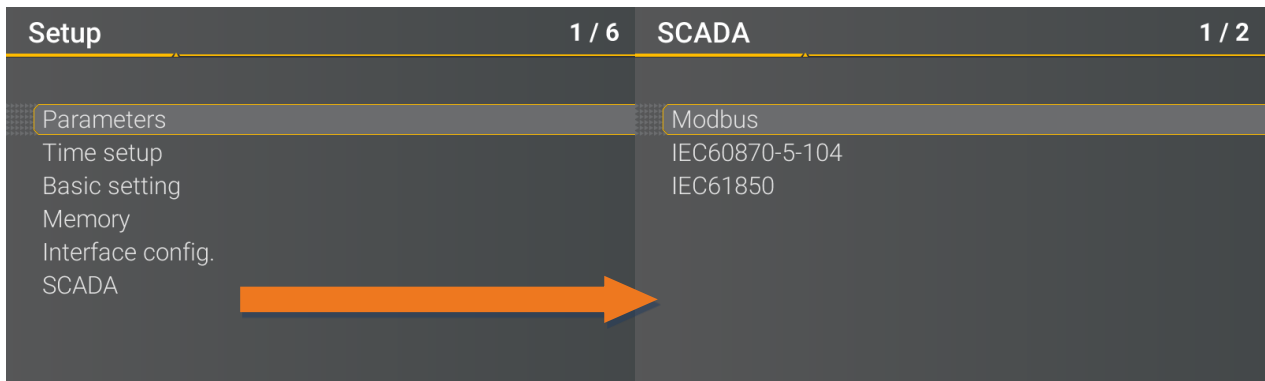 Setup 1 / 6
Parameters
Time setup
Basic setting
Memory
Interface config.
SCADA
SCADA 1 / 2
Modbus
IEC60870-5-104
IEC61850